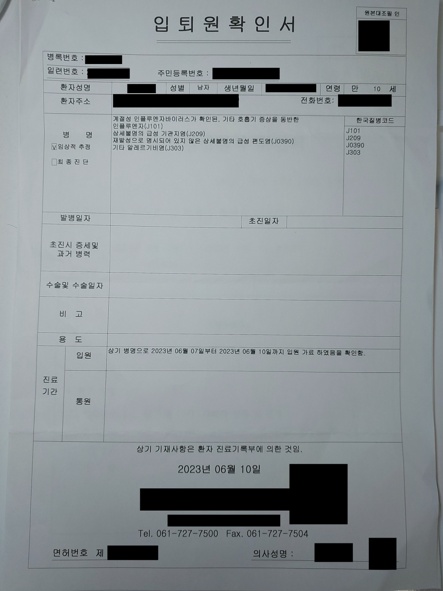 입 퇴 원 확 인 서
원본대조필 인
병록번호 :
일련번호 : 주민등록번호 :
환자성명 성별 남자 생년월일 연령 만 10 세
환자주소 전화번호:
병 명
임상적 추정
최 종 진 단
계절성 인플루엔자바이러스가 확인된, 기타 호흡기 증상을 동반한
인플루엔자(J101)
상세불명의 급성 기관지염(J209)
재발성으로 명시되어 있지 않은 상세불명의 급성 편도염(J0390)
기타 알레르기비염(J303)
한국질병코드
J101
J209
J0390
J303
발병일자 초진일자
초진시 증세및
과거 병력
수술및 수술일자
비 고
용 도
진료
기간
입원 상기 병명으로 2023년 06월 07일부터 2023년 06월 10일까지 입원 가료 하였음을 확인함.
통원
상기 기재사항은 환자 진료기록부에 의한 것임.
2023년 06월 10일
Tel. 061-727-7500 Fax. 061-727-7504
면허번호 제 의사성명 :